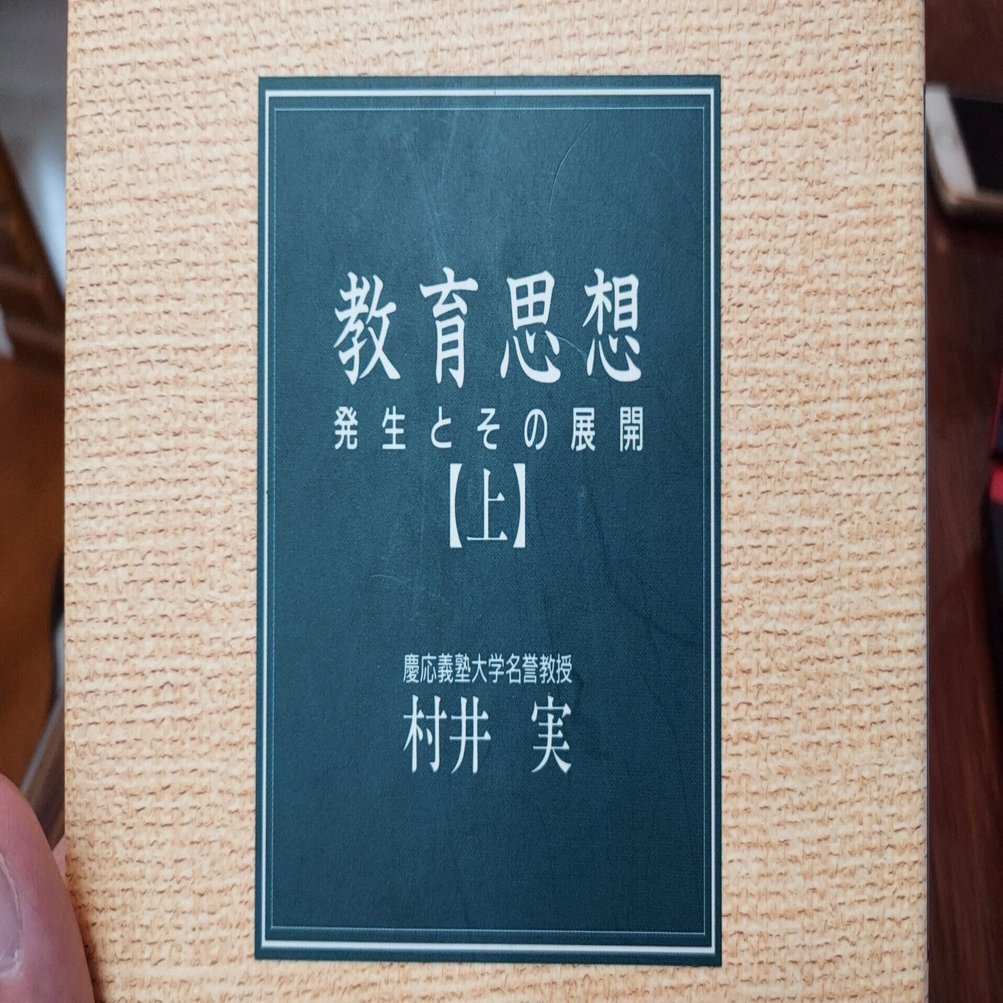 教育思想
発生とその展開
【上】
慶応義塾大学名誉教授
村井 実